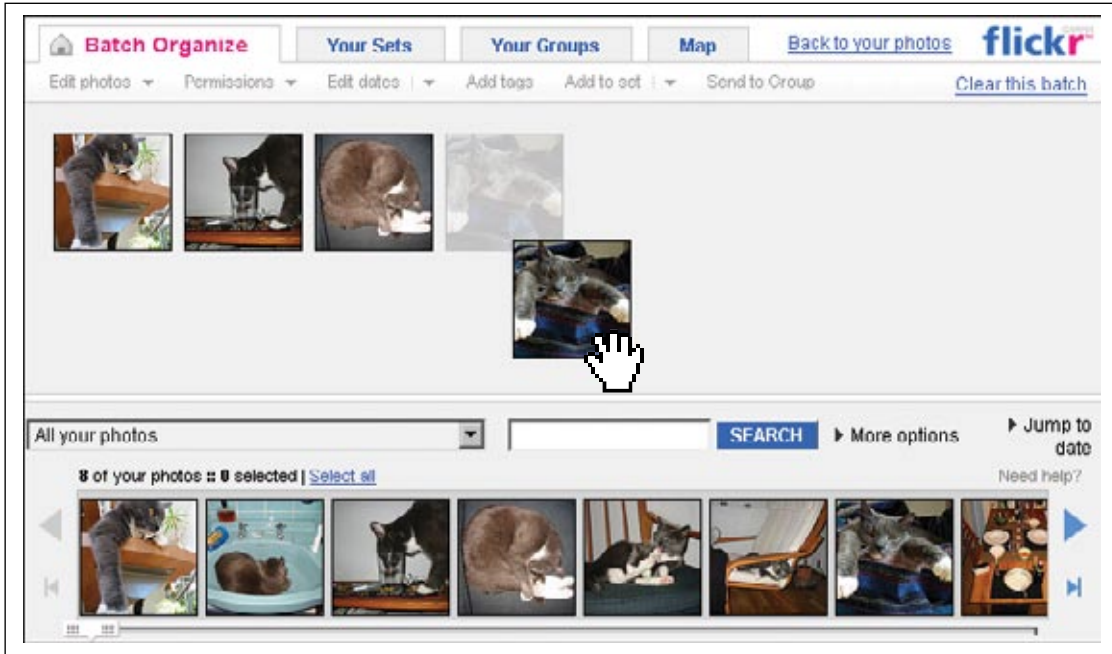 Batch Organize Your Sets Your Groups Map Back to your photos flickr
Edit photos Permissions Edit dates | Add tags Add to set | Send to Group Clear this batch
All your photos SEARCH More options Jump to
date
8 of your photos :: 0 selected | Select all Need help?